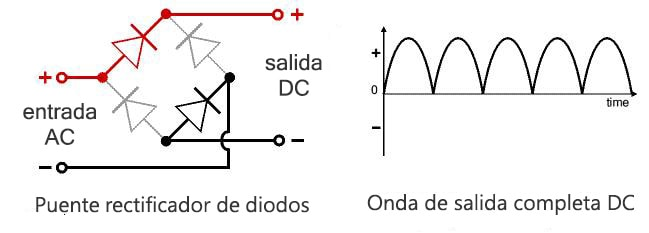 +
+
salida
DC
entrada
AC
−
−
Puente rectificador de diodos
+
0
−
time
Onda de salida completa DC